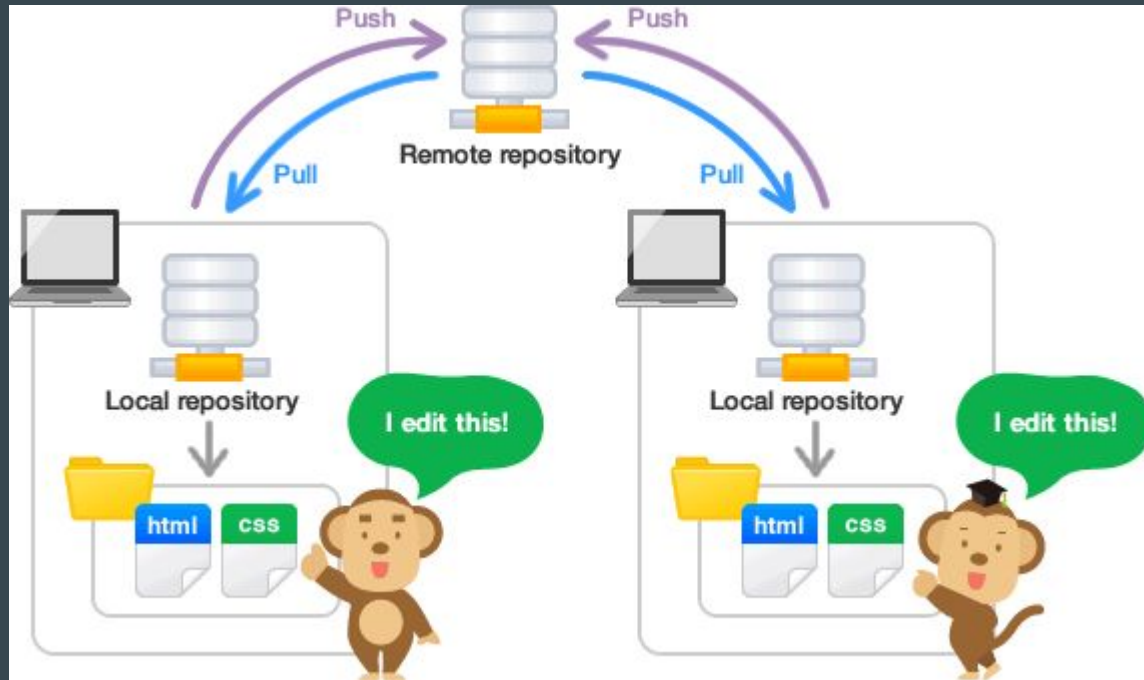 Push
Push
Remote repository
Pull
Pull
Local repository
Local repository
I edit this!
I edit this!
html
css
html
css